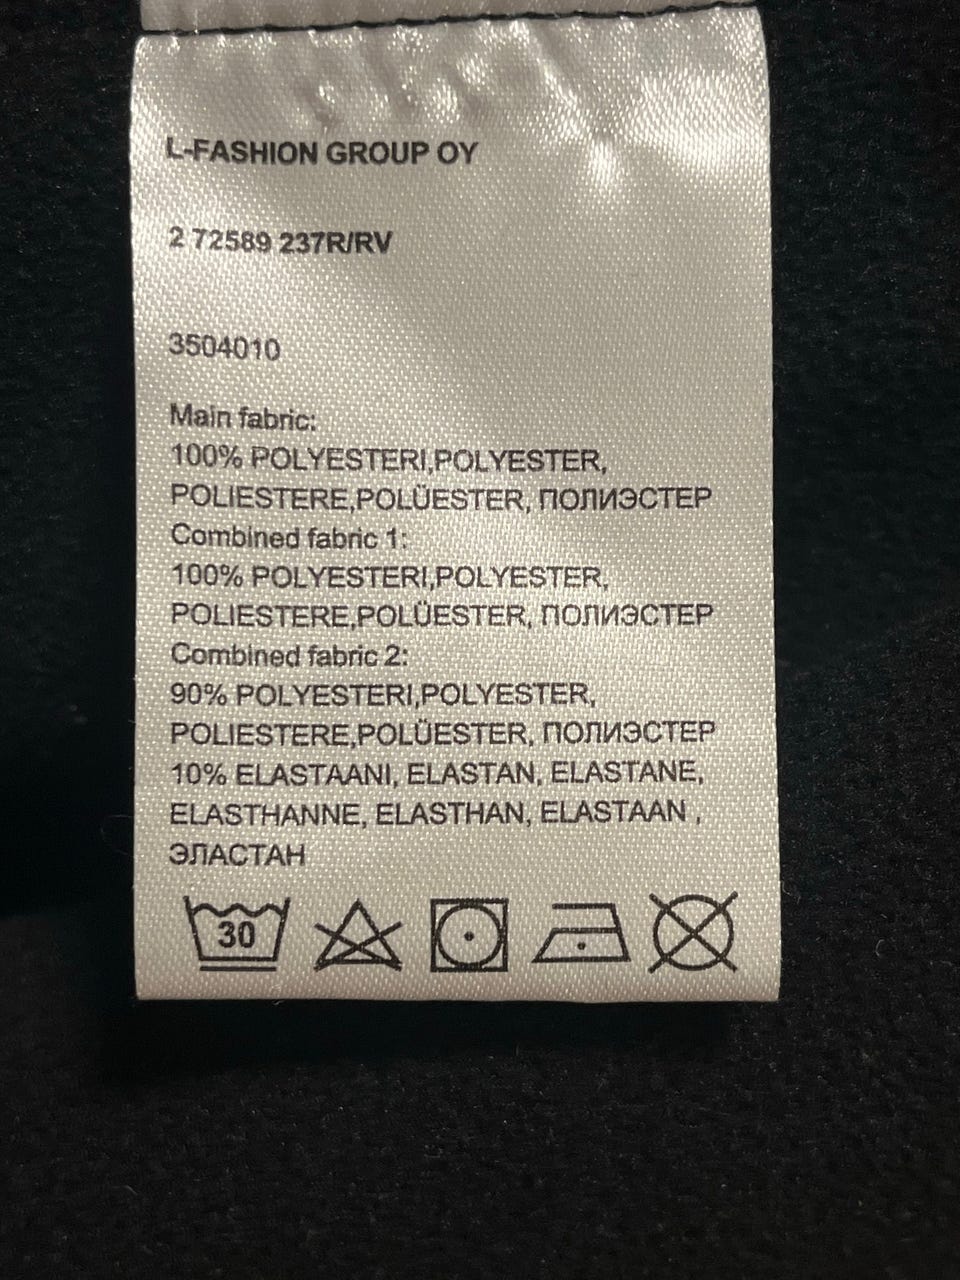 L-FASHION GROUP OY
2 72589 237R/RV
3504010
Main fabric:
100% POLYESTERI,POLYESTER,
POLIESTERE,POLÜESTER, ПОЛИЭСТЕР
Combined fabric 1:
100% POLYESTERI,POLYESTER,
POLIESTERE,POLÜESTER, ПОЛИЭСТЕР
Combined fabric 2:
90% POLYESTERI,POLYESTER,
POLIESTERE,POLÜESTER, ПОЛИЭСТЕР
10% ELASTAANI, ELASTAN, ELASTANE,
ELASTHANNE, ELASTHAN, ELASTAAN ,
ЭЛАСТАН
30